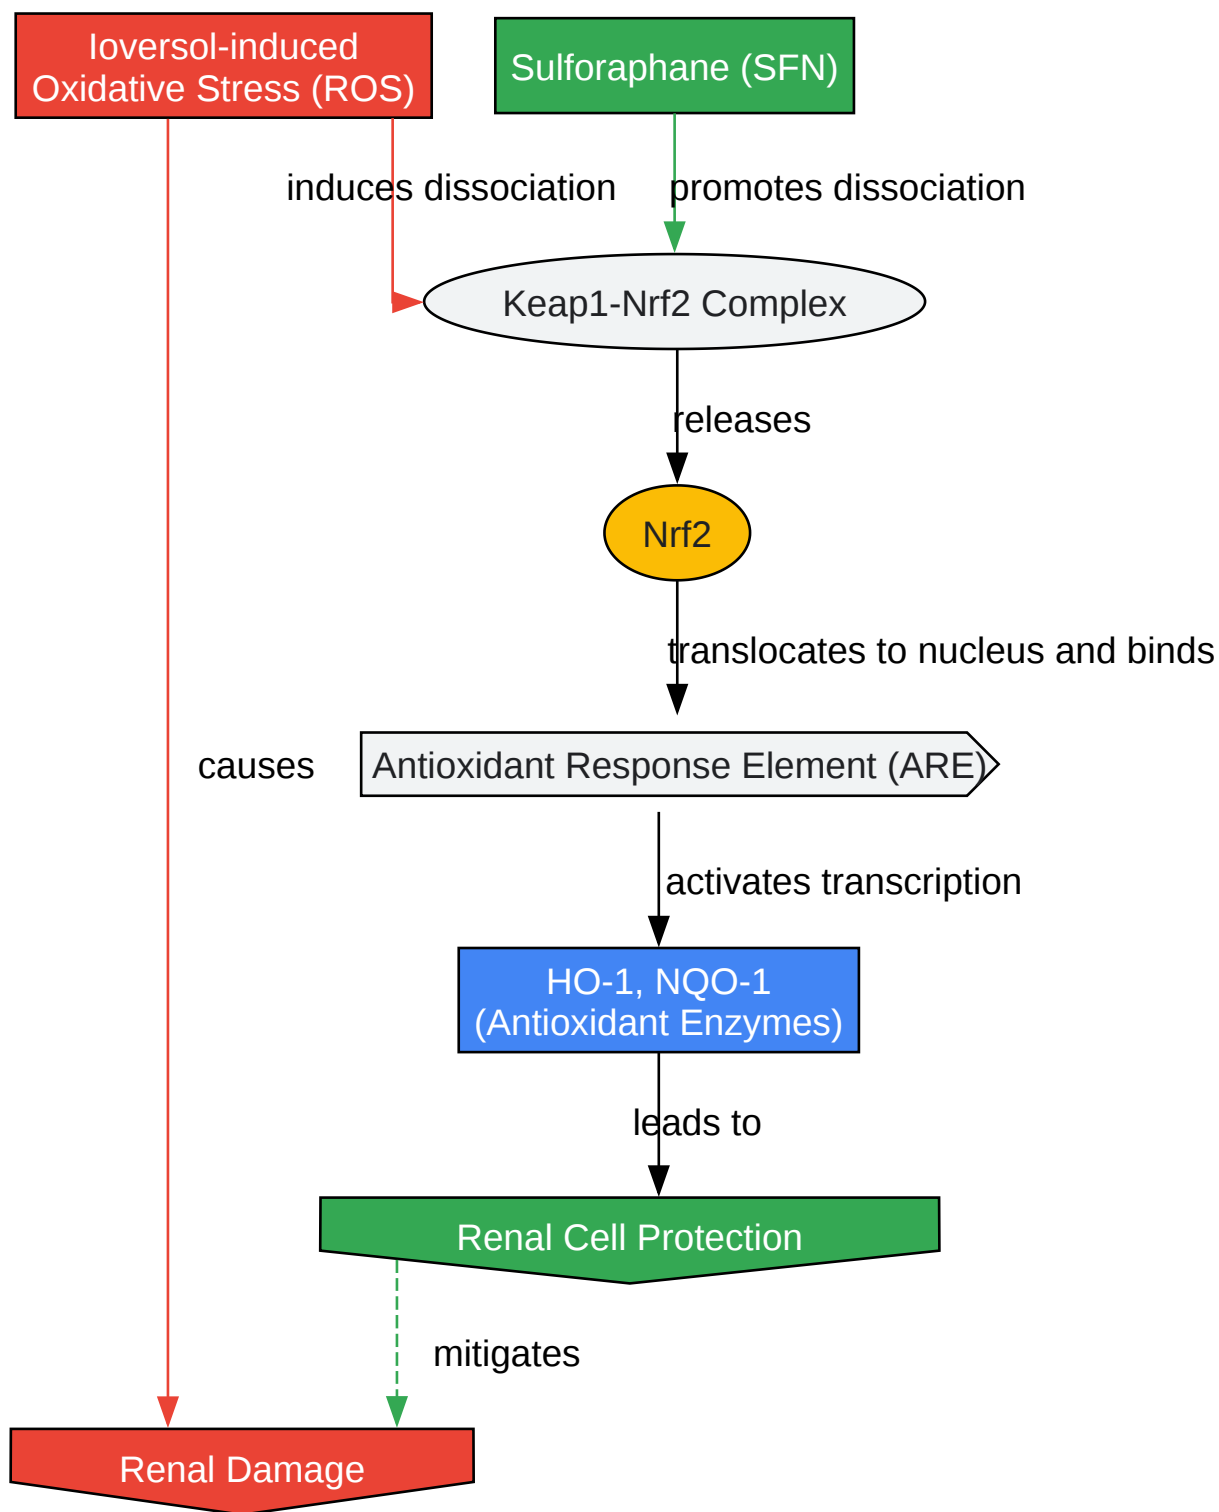 Ioversol-induced
Oxidative Stress (ROS)
Sulforaphane (SFN)
induces dissociation
promotes dissociation
Keap1-Nrf2 Complex
releases
Nrf2
translocates to nucleus and binds
causes
Antioxidant Response Element (ARE)
activates transcription
HO-1, NQO-1
(Antioxidant Enzymes)
leads to
Renal Cell Protection
mitigates
Renal Damage